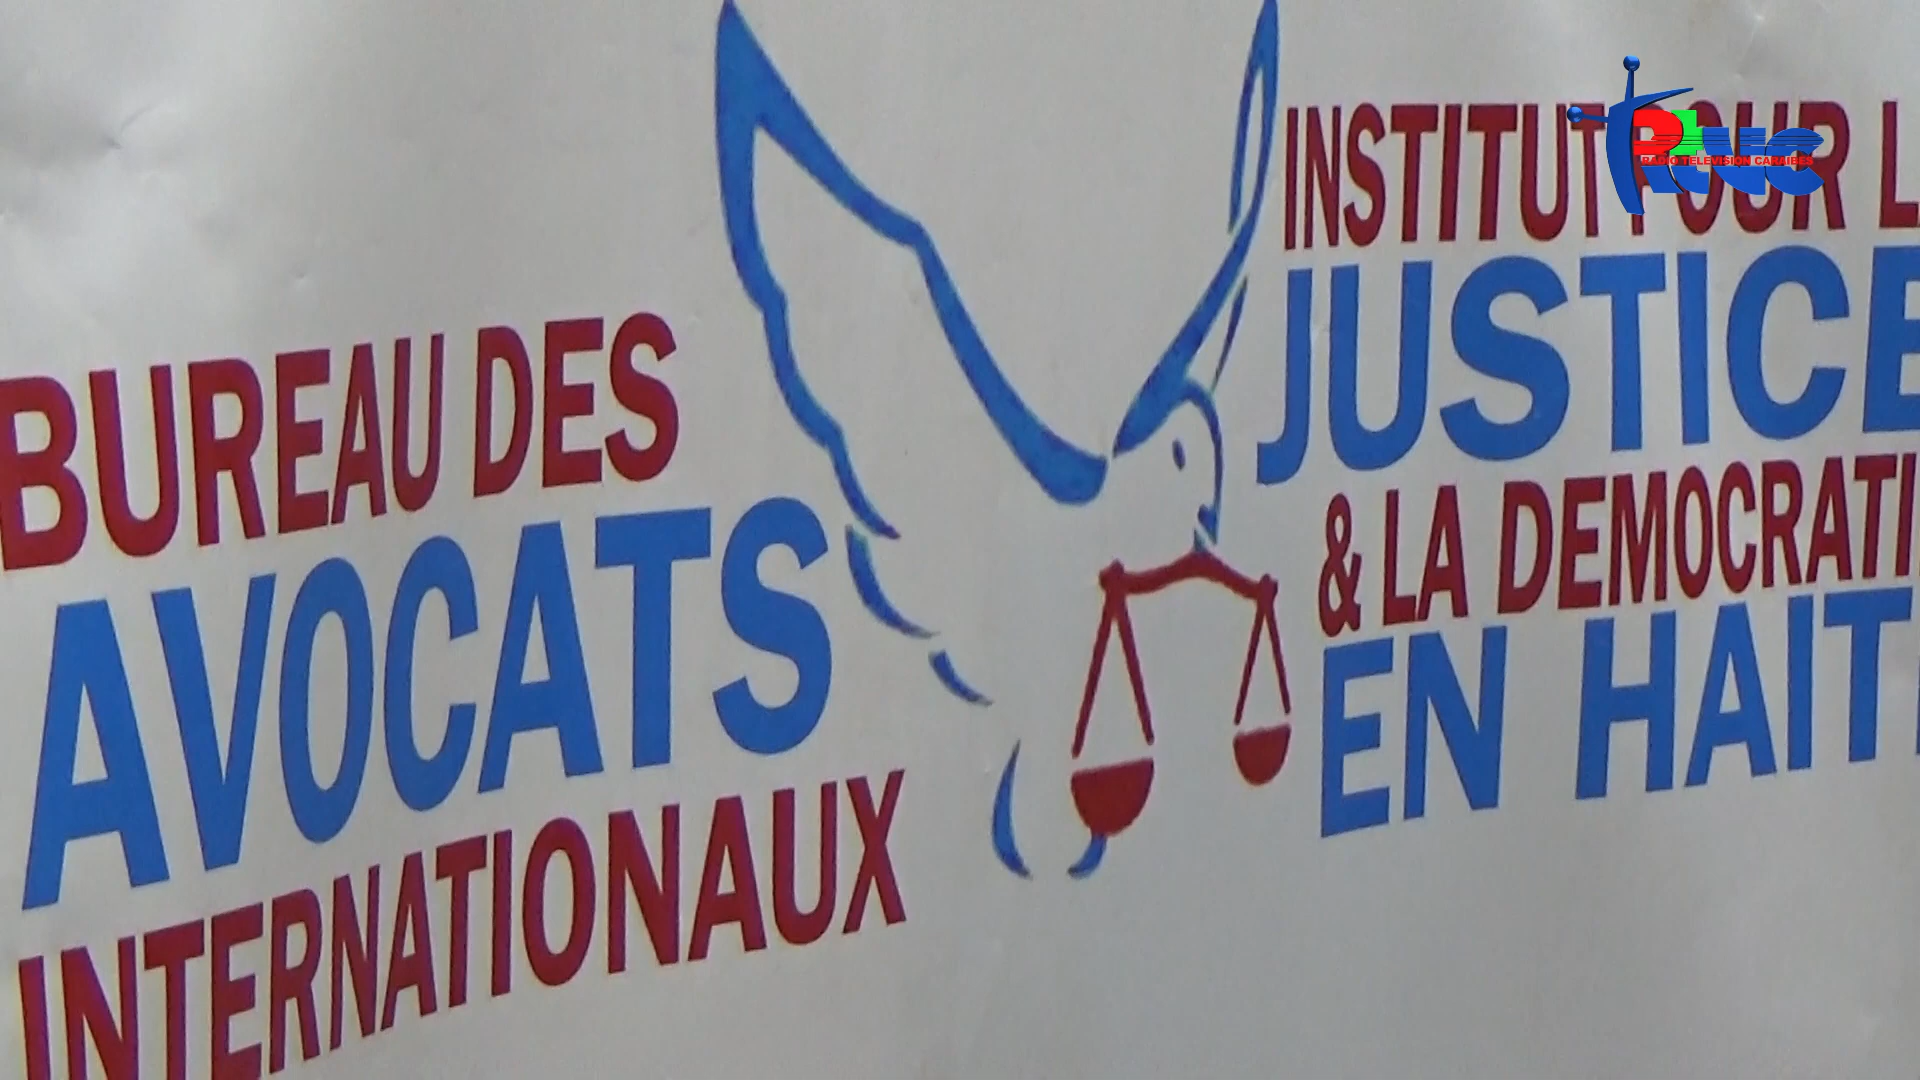 BUREAU DES
AVOCATS
INTERNATIONAUX
INSTITUT POUR L
JUSTICE
& LA DEMOCRATI
EN HAITI
Rtvc
RADIO TELEVISION CARAIBES